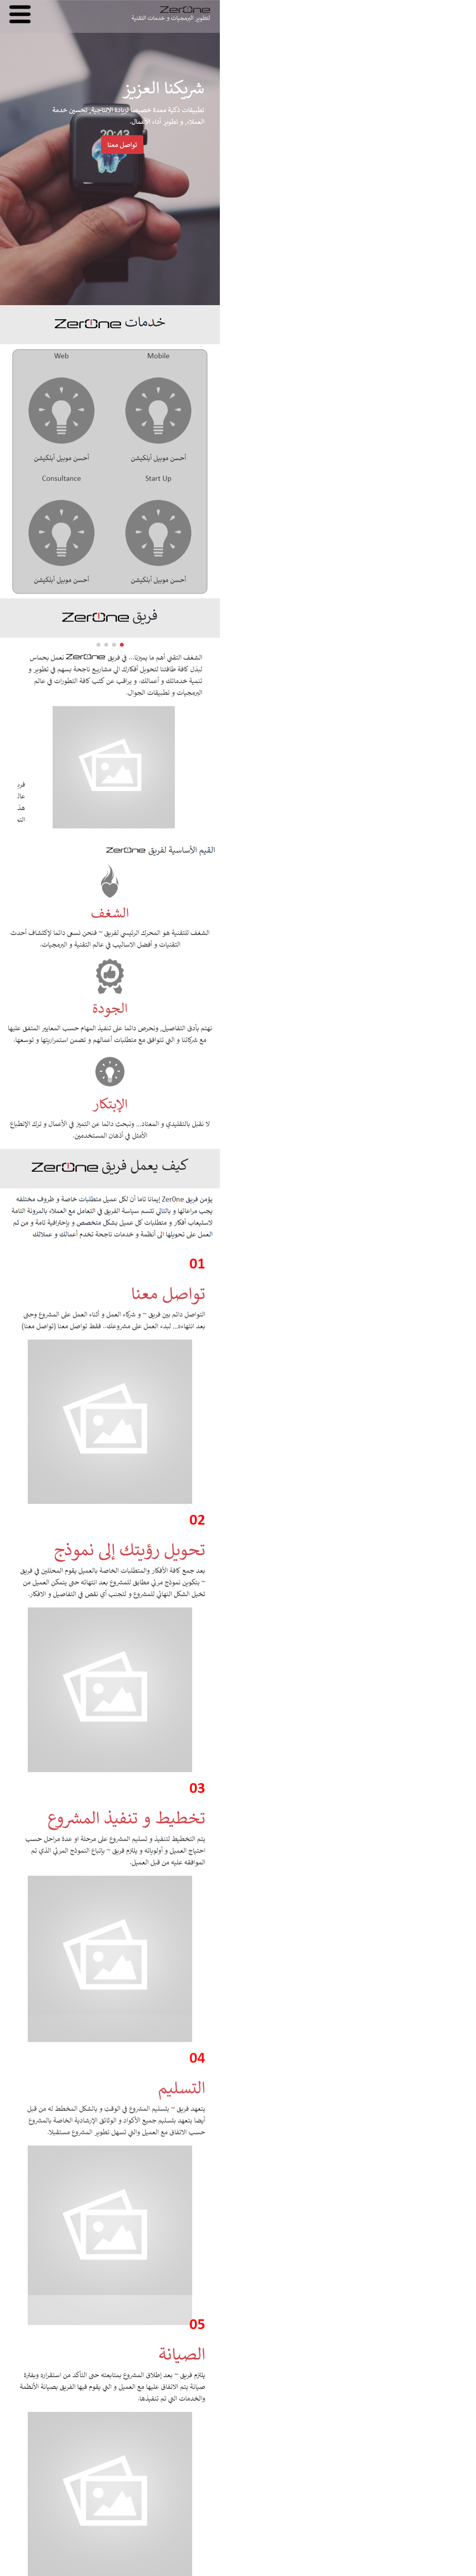 ZerOne
لتطوير البرمجيات و خدمات التقنية
شريكنا العزيز
تطبيقات ذكية معدة خصيصا لزيادة الانتاجية, تحسين خدمة
العملاء, و تطوير أداء الأعمال.
20:43
تواصل معنا
خدمات ZerOne
Mobile
Web
أحسن موبيل أبلكيشن
أحسن موبيل أبلكيشن
Start Up
Consultance
أحسن موبيل أبلكيشن
أحسن موبيل أبلكيشن
فريق ZerOne
الشغف التقني أهم ما يميزنا... في فريق ZerOne نعمل بحماس
لبذل كافة طاقتنا لتحويل أفكارك الي مشاريع ناجحة يسهم في تطوير و
تنمية خدماتك و أعمالك، و يراقب عن كثب كافة التطورات في عالم
البرمجيات و تطبيقات الجوال.
فري
عال
هذ
الت
القيم الأساسية لفريق ZerOne
الشغف
الشغف للتقنية هو المحرك الرئيسي لفريق ~ فنحن نسعى دائما لإكتشاف أحدث
التقنيات و أفضل الاساليب في عالم التقنية و البرمجيات.
الجودة
نهتم بأدق التفاصيل, ونحرص دائما على تنفيذ المهام حسب المعايير المتفق عليها
مع شركائنا و التي تتوافق مع متطلبات أعمالهم و تضمن استمراريتها و توسعها.
الإبتكار
لا نقبل بالتقليدي و المعتاد... ونبحث دائما عن التميز في الأعمال و ترك الإنطباع
الأمثل في أذهان المستخدمين.
كيف يعمل فريق ZerOne
يؤمن فريق ZerOne إيمانا تاما أن لكل عميل متطلبات خاصة و ظروف مختلفه
يجب مراعاتها و بالتالي تتسم سياسة الفريق في التعامل مع العملاء بالمرونة التامة
لاستيعاب أفكار و متطلبات كل عميل بشكل متخصص و بإحترافية تامة و من ثم
العمل على تحويلها الى أنظمة و خدمات ناجحة تخدم أعمالك و عملائك
01
تواصل معنا
التواصل دائم بين فريق ~ و شركاء العمل و أثناء العمل على المشروع وحتى
بعد انتهاءه... لبدء العمل على مشروعك.. فقط تواصل معنا (تواصل معنا)
02
تحويل رؤيتك إلى نموذج
بعد جمع كافة الأفكار والمتطلبات الخاصة بالعميل يقوم المحللين في فريق
~ بتكوين نموذج مرئي مطابق للمشروع بعد انتهائه حتى يتمكن العميل من
تخيل الشكل النهائي للمشروع و لتجنب أي نقص في التفاصيل و الافكار.
03
تخطيط و تنفيذ المشروع
يتم التخطيط لتنفيذ و تسليم المشروع على مرحلة او عدة مراحل حسب
احتياج العميل و أولوياته و يلتزم فريق ~ بإتباع النموذج المرئي الذي تم
الموافقه عليه من قبل العميل.
04
التسليم
يتعهد فريق ~ بتسليم المشروع في الوقت و بالشكل المخطط له من قبل
أيضا يتعهد بتسليم جميع الأكواد و الوثائق الإرشادية الخاصة بالمشروع
حسب الاتفاق مع العميل والتي تسهل تطوير المشروع مستقبلا.
05
الصيانة
يلتزم فريق ~ بعد إطلاق المشروع بمتابعته حتى التأكد من استقراره وبفترة
صيانة يتم الاتفاق عليها مع العميل و التي يقوم فيها الفريق بصيانة الأنظمة
والخدمات التي تم تنفيذها.